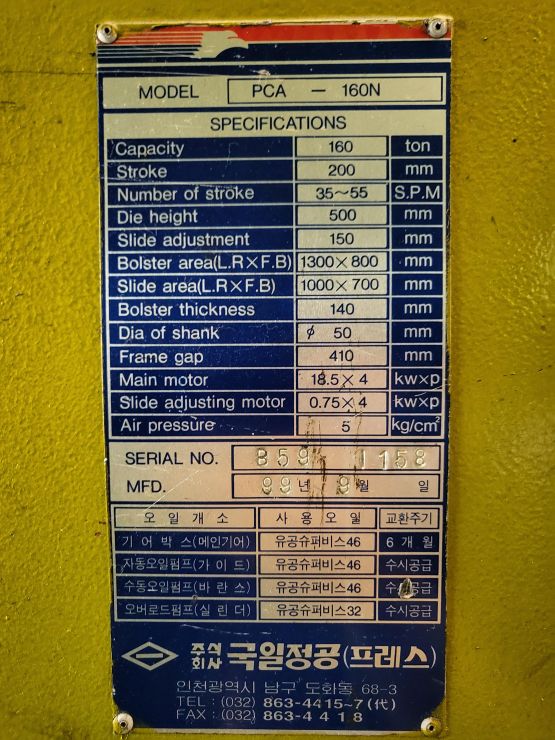 MODEL PCA － 160N
SPECIFICATIONS
Capacity 160 ton
Stroke 200 mm
Number of stroke 35～55 S.P.M
Die height 500 mm
Slide adjustment 150 mm
Bolster area(L.R×F.B) 1300×800 mm
Slide area(L.R×F.B) 1000×700 mm
Bolster thickness 140 mm
Dia of shank φ 50 mm
Frame gap 410 mm
Main motor 18.5×4 kw×p
Slide adjusting motor 0.75×4 kw×p
Air pressure 5 kg/cm²
SERIAL NO. 859 1158
MFD. 99년 9월 일
오일개소 사용오일 교환주기
기어박스(메인기어) 유공슈퍼비스46 6개월
자동오일펌프(가이드) 유공슈퍼비스46 수시공급
수동오일펌프(바란스) 유공슈퍼비스46 수시공급
오버로드펌프(실린더) 유공슈퍼비스32 수시공급
주식회사 국일정공(프레스)
인천광역시 남구 도화동 68-3
TEL : (032) 863-4415~7(代)
FAX : (032) 863-4418